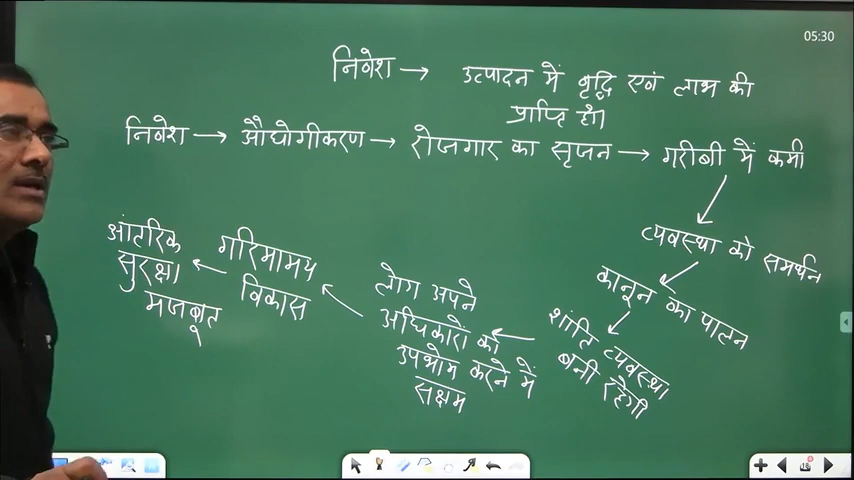 05:30
निवेश → उत्पादन में वृद्धि एवं लाभ की
प्राप्ति हो।
निवेश → औद्योगीकरण → रोजगार का सृजन → गरीबी में कमी
व्यवस्था को समर्थन
कानून का पालन
शांति व्यवस्था
बनी रहेगी
लोग अपने
अधिकारों का
उपभोग करने में
सक्षम
गरिमामय
विकास
आंतरिक
सुरक्षा
मजबूत